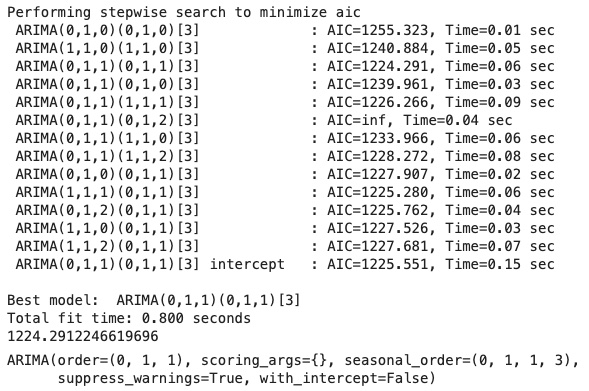 Performing stepwise search to minimize aic
ARIMA(0,1,0)(0,1,0)[3]             : AIC=1255.323, Time=0.01 sec
ARIMA(1,1,0)(1,1,0)[3]             : AIC=1240.884, Time=0.05 sec
ARIMA(0,1,1)(0,1,1)[3]             : AIC=1224.291, Time=0.06 sec
ARIMA(0,1,1)(0,1,0)[3]             : AIC=1239.961, Time=0.03 sec
ARIMA(0,1,1)(1,1,1)[3]             : AIC=1226.266, Time=0.09 sec
ARIMA(0,1,1)(0,1,2)[3]             : AIC=inf, Time=0.04 sec
ARIMA(0,1,1)(1,1,0)[3]             : AIC=1233.966, Time=0.06 sec
ARIMA(0,1,1)(1,1,2)[3]             : AIC=1228.272, Time=0.08 sec
ARIMA(0,1,0)(0,1,1)[3]             : AIC=1227.907, Time=0.02 sec
ARIMA(1,1,1)(0,1,1)[3]             : AIC=1225.280, Time=0.06 sec
ARIMA(0,1,2)(0,1,1)[3]             : AIC=1225.762, Time=0.04 sec
ARIMA(1,1,0)(0,1,1)[3]             : AIC=1227.526, Time=0.03 sec
ARIMA(1,1,2)(0,1,1)[3]             : AIC=1227.681, Time=0.07 sec
ARIMA(0,1,1)(0,1,1)[3] intercept   : AIC=1225.551, Time=0.15 sec
Best model:  ARIMA(0,1,1)(0,1,1)[3]
Total fit time: 0.800 seconds
1224.2912246619696
ARIMA(order=(0, 1, 1), scoring_args={}, seasonal_order=(0, 1, 1, 3),
suppress_warnings=True, with_intercept=False)